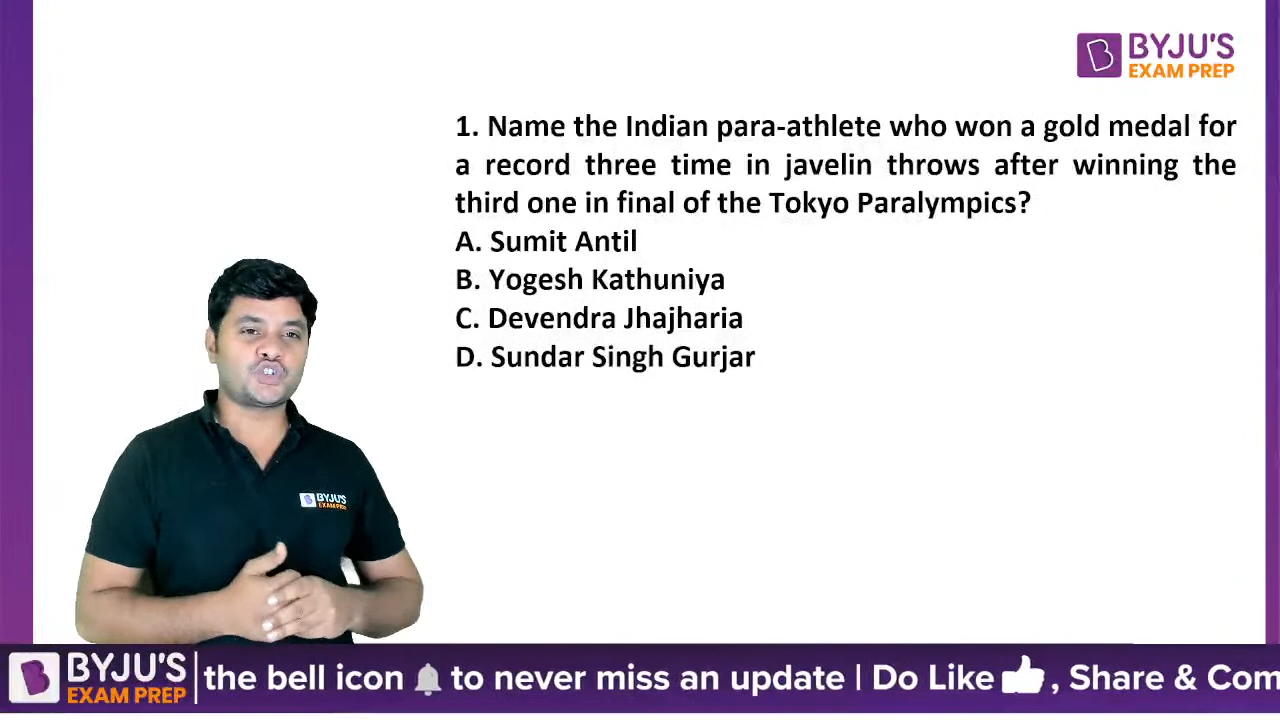 BYJU'S
EXAM PREP
1. Name the Indian para-athlete who won a gold medal for
a record three time in javelin throws after winning the
third one in final of the Tokyo Paralympics?
A. Sumit Antil
B. Yogesh Kathuniya
C. Devendra Jhajharia
D. Sundar Singh Gurjar
BYJU'S
EXAM PREP
BYJU'S
EXAM PREP
the bell icon 🔔 to never miss an update | Do Like 👍, Share & Com